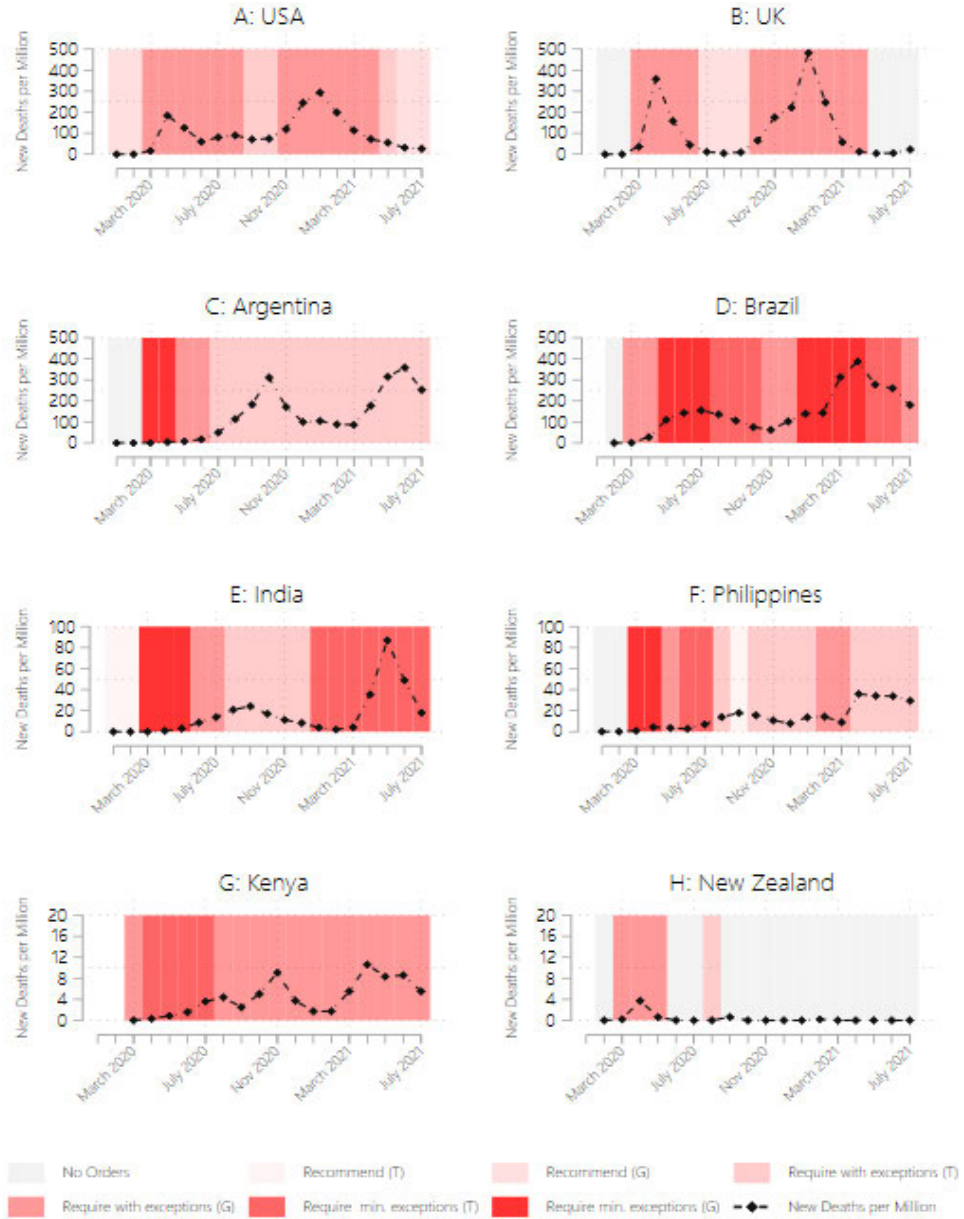 A: USA
B: UK
New Deaths per Million
500
400
300
200
100
0
March 2020
July 2020
Nov 2020
March 2021
July 2021
New Deaths per Million
500
400
300
200
100
0
March 2020
July 2020
Nov 2020
March 2021
July 2021
C: Argentina
D: Brazil
New Deaths per Million
500
400
300
200
100
0
March 2020
July 2020
Nov 2020
March 2021
July 2021
New Deaths per Million
500
400
300
200
100
0
March 2020
July 2020
Nov 2020
March 2021
July 2021
E: India
F: Philippines
New Deaths per Million
100
80
60
40
20
0
March 2020
July 2020
Nov 2020
March 2021
July 2021
New Deaths per Million
100
80
60
40
20
0
March 2020
July 2020
Nov 2020
March 2021
July 2021
G: Kenya
H: New Zealand
New Deaths per Million
20
16
12
8
4
0
March 2020
July 2020
Nov 2020
March 2021
July 2021
New Deaths per Million
20
16
12
8
4
0
March 2020
July 2020
Nov 2020
March 2021
July 2021
No Orders Recommend (T) Recommend (G) Require with exceptions (T)
Require with exceptions (G) Require min. exceptions (T) Require min. exceptions (G) New Deaths per Million